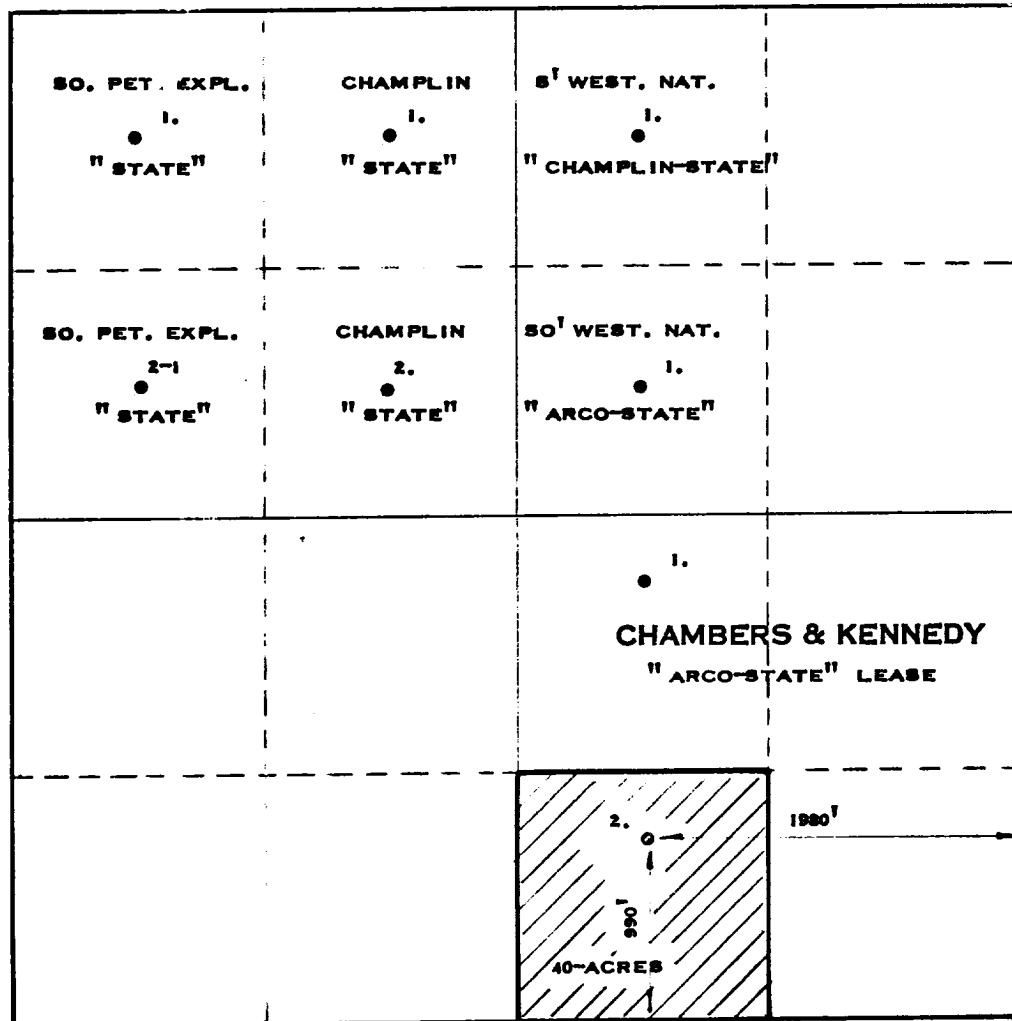 SO. PET. EXPL.
1.
"STATE"
CHAMPLIN
1.
"STATE"
S' WEST. NAT.
1.
"CHAMPLIN-STATE"
SO. PET. EXPL.
2-1
"STATE"
CHAMPLIN
2.
"STATE"
SO' WEST. NAT.
1.
"ARCO-STATE"
1.
CHAMBERS & KENNEDY
"ARCO-STATE" LEASE
2.
1980'
990'
40-ACRES